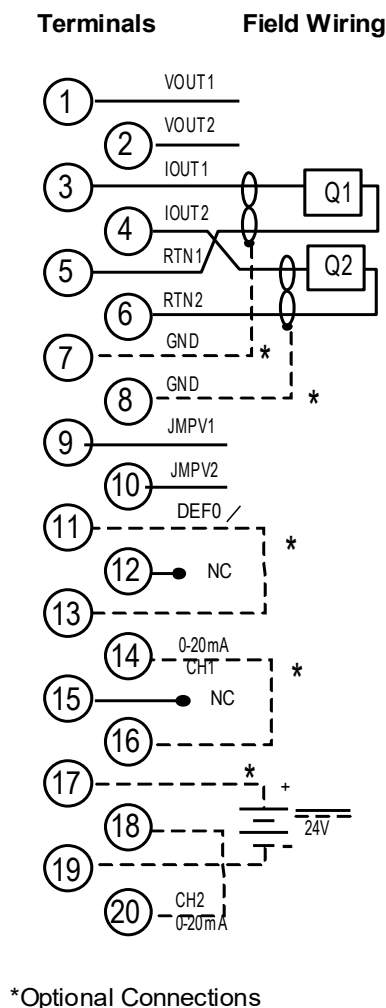 Terminals Field Wiring
1 VOUT1
2 VOUT2
3 IOUT1 Q1
4 IOUT2
5 RTN1 Q2
6 RTN2
7 GND *
8 GND *
9 JMPV1
10 JMPV2
11 DEF0 / *
12 NC
13
14 0-20mA CH1 *
15 NC
16
17 * +
18 24V
19 -
20 CH2 0-20mA
*Optional Connections